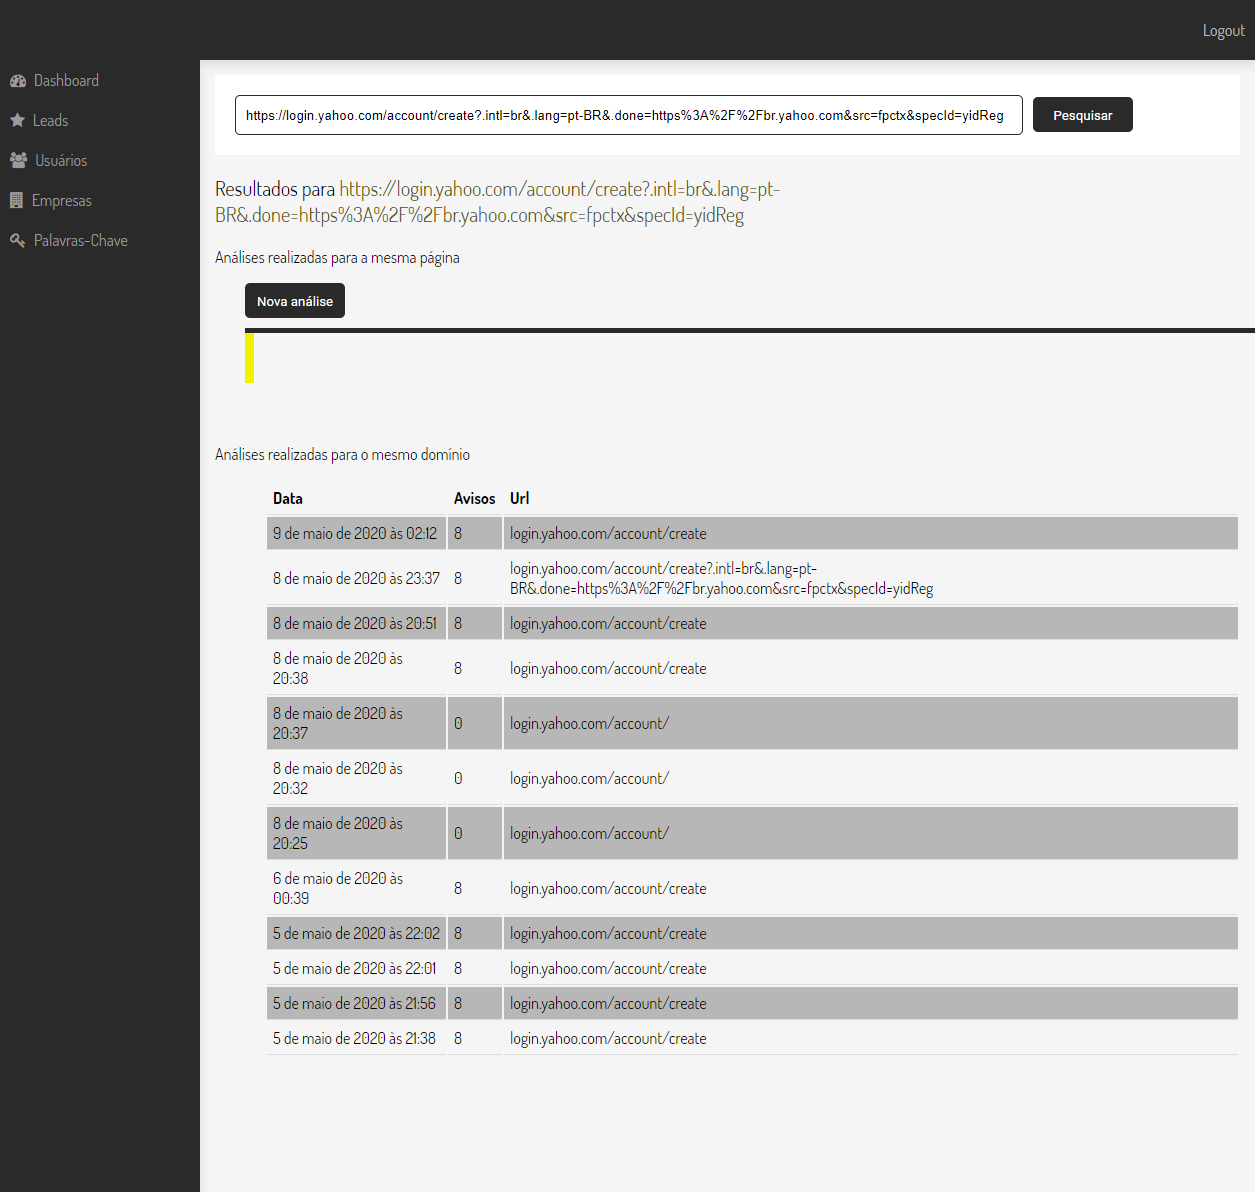 Logout
Dashboard
Leads
Usuários
Empresas
Palavras-Chave
https://login.yahoo.com/account/create?.intl=br&.lang=pt-BR&.done=https%3A%2F%2Fbr.yahoo.com&src=fpctx&specId=yidReg
Pesquisar
Resultados para https://login.yahoo.com/account/create?.intl=br&.lang=pt-
BR&.done=https%3A%2F%2Fbr.yahoo.com&src=fpctx&specId=yidReg
Análises realizadas para a mesma página
Nova análise
Análises realizadas para o mesmo domínio
Data Avisos Url
9 de maio de 2020 às 02:12 8 login.yahoo.com/account/create
8 de maio de 2020 às 23:37 8 login.yahoo.com/account/create?.intl=br&.lang=pt-
BR&.done=https%3A%2F%2Fbr.yahoo.com&src=fpctx&specId=yidReg
8 de maio de 2020 às 20:51 8 login.yahoo.com/account/create
8 de maio de 2020 às
20:38 8 login.yahoo.com/account/create
8 de maio de 2020 às
20:37 0 login.yahoo.com/account/
8 de maio de 2020 às
20:32 0 login.yahoo.com/account/
8 de maio de 2020 às
20:25 0 login.yahoo.com/account/
6 de maio de 2020 às
00:39 8 login.yahoo.com/account/create
5 de maio de 2020 às 22:02 8 login.yahoo.com/account/create
5 de maio de 2020 às 22:01 8 login.yahoo.com/account/create
5 de maio de 2020 às 21:56 8 login.yahoo.com/account/create
5 de maio de 2020 às 21:38 8 login.yahoo.com/account/create